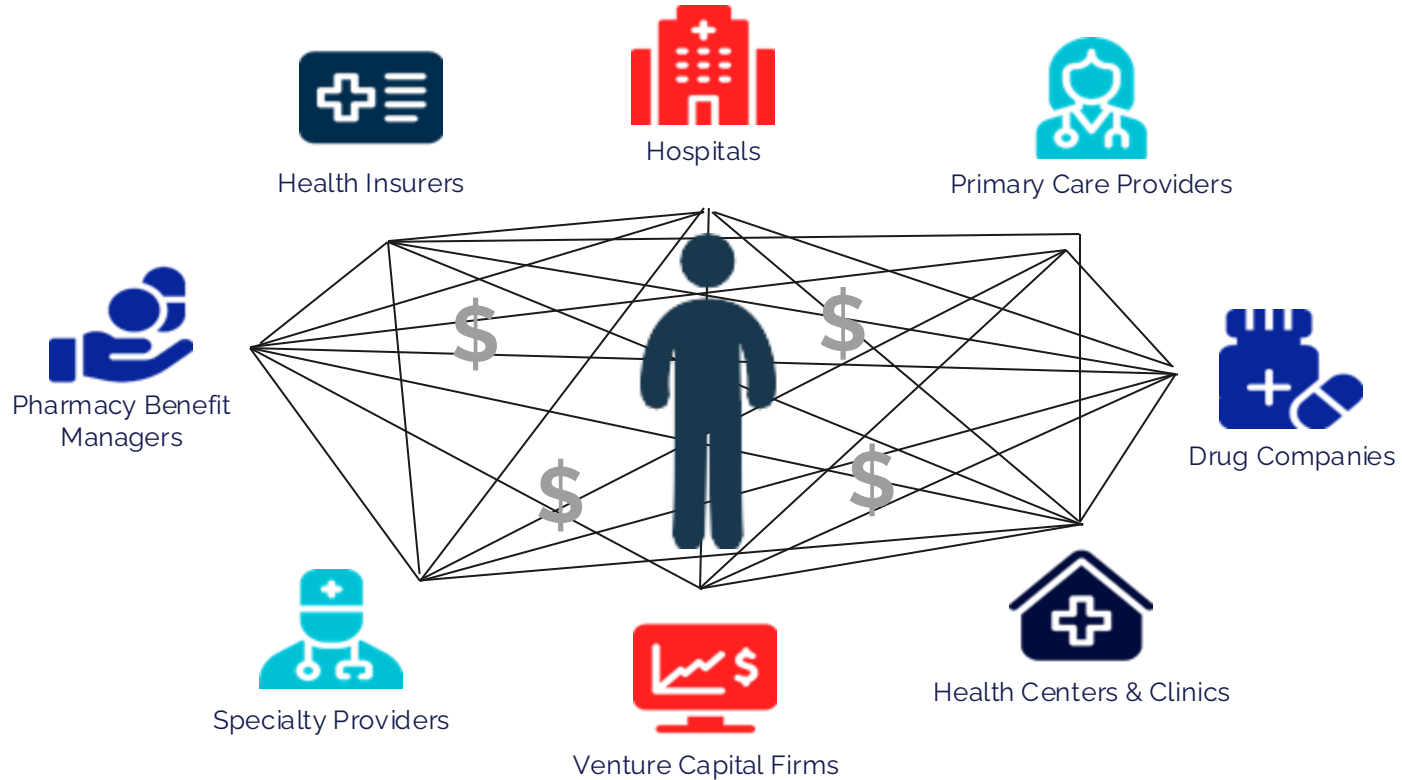 Hospitals
Health Insurers
Primary Care Providers
$
$
Pharmacy Benefit
Managers
Drug Companies
$
$
$
Health Centers & Clinics
Specialty Providers
Venture Capital Firms